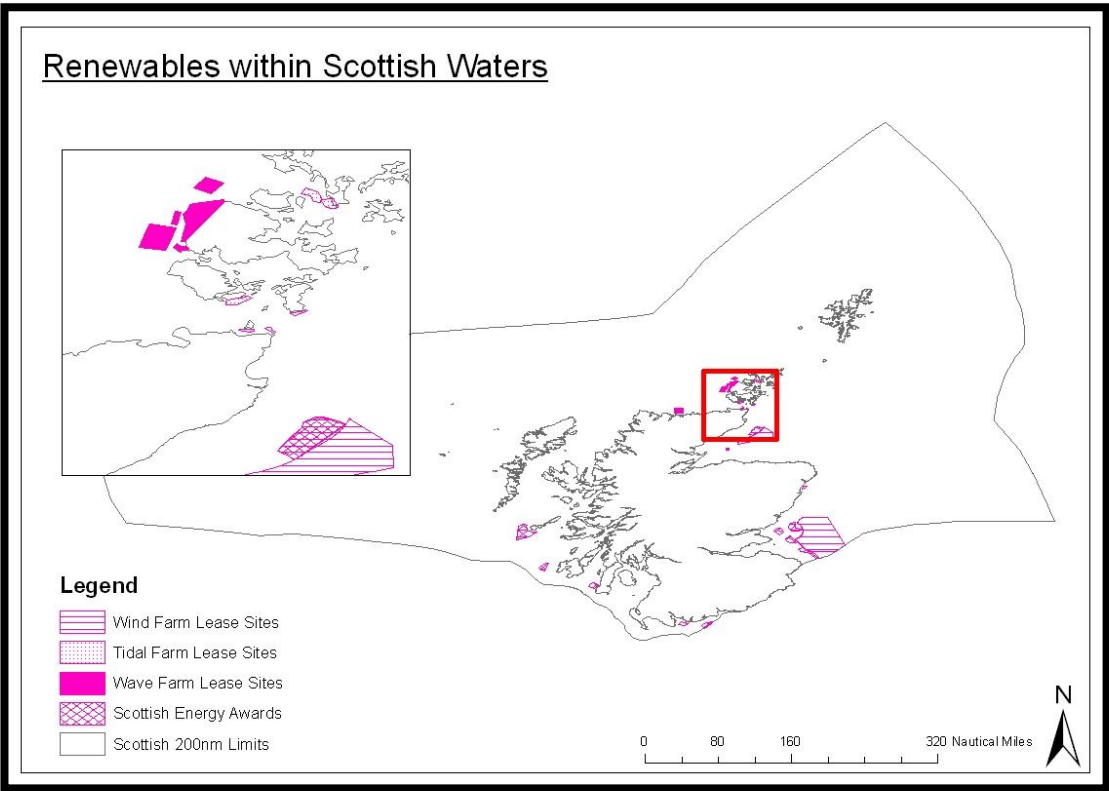 Renewables within Scottish Waters
Legend
Wind Farm Lease Sites
Tidal Farm Lease Sites
Wave Farm Lease Sites
Scottish Energy Awards
Scottish 200nm Limits
0 80 160 320 Nautical Miles
N